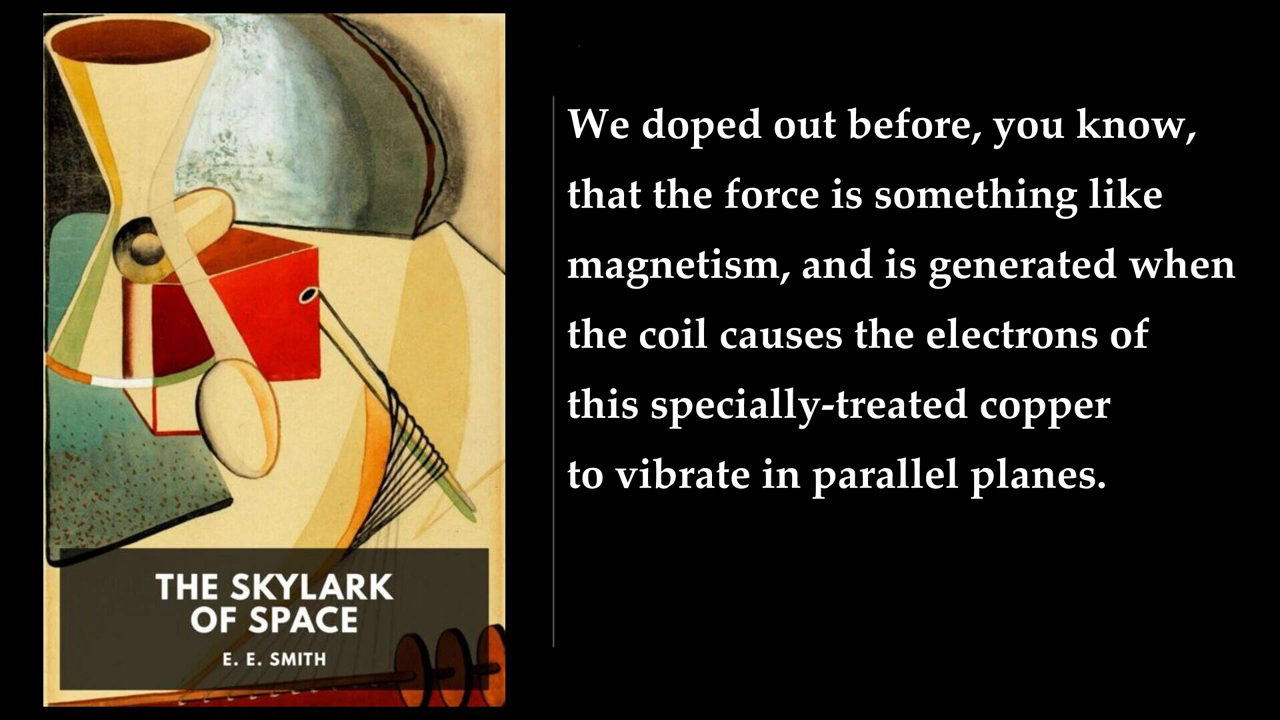 THE SKYLARK
OF SPACE
E. E. SMITH
We doped out before, you know,
that the force is something like
magnetism, and is generated when
the coil causes the electrons of
this specially-treated copper
to vibrate in parallel planes.